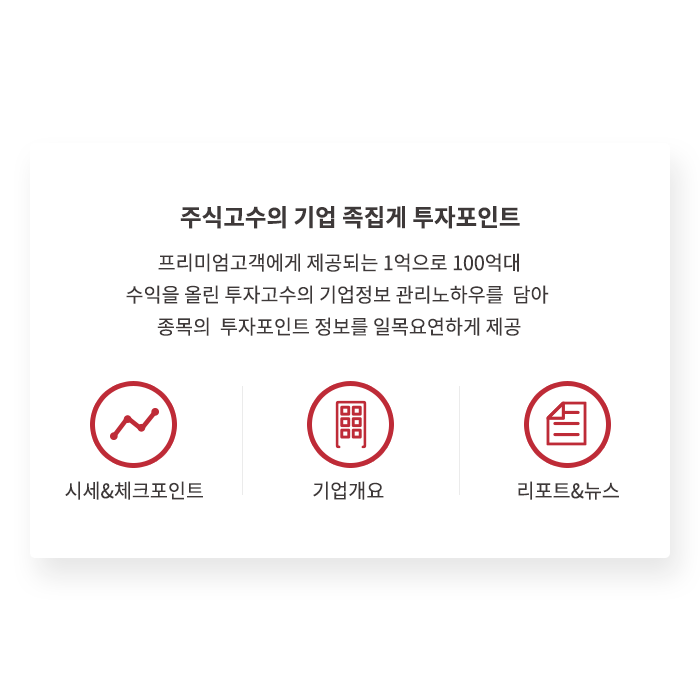 주식고수의 기업 족집게 투자포인트
프리미엄고객에게 제공되는 1억으로 100억대
수익을 올린 투자고수의 기업정보 관리노하우를 담아
종목의 투자포인트 정보를 일목요연하게 제공
시세&체크포인트
기업개요
리포트&뉴스